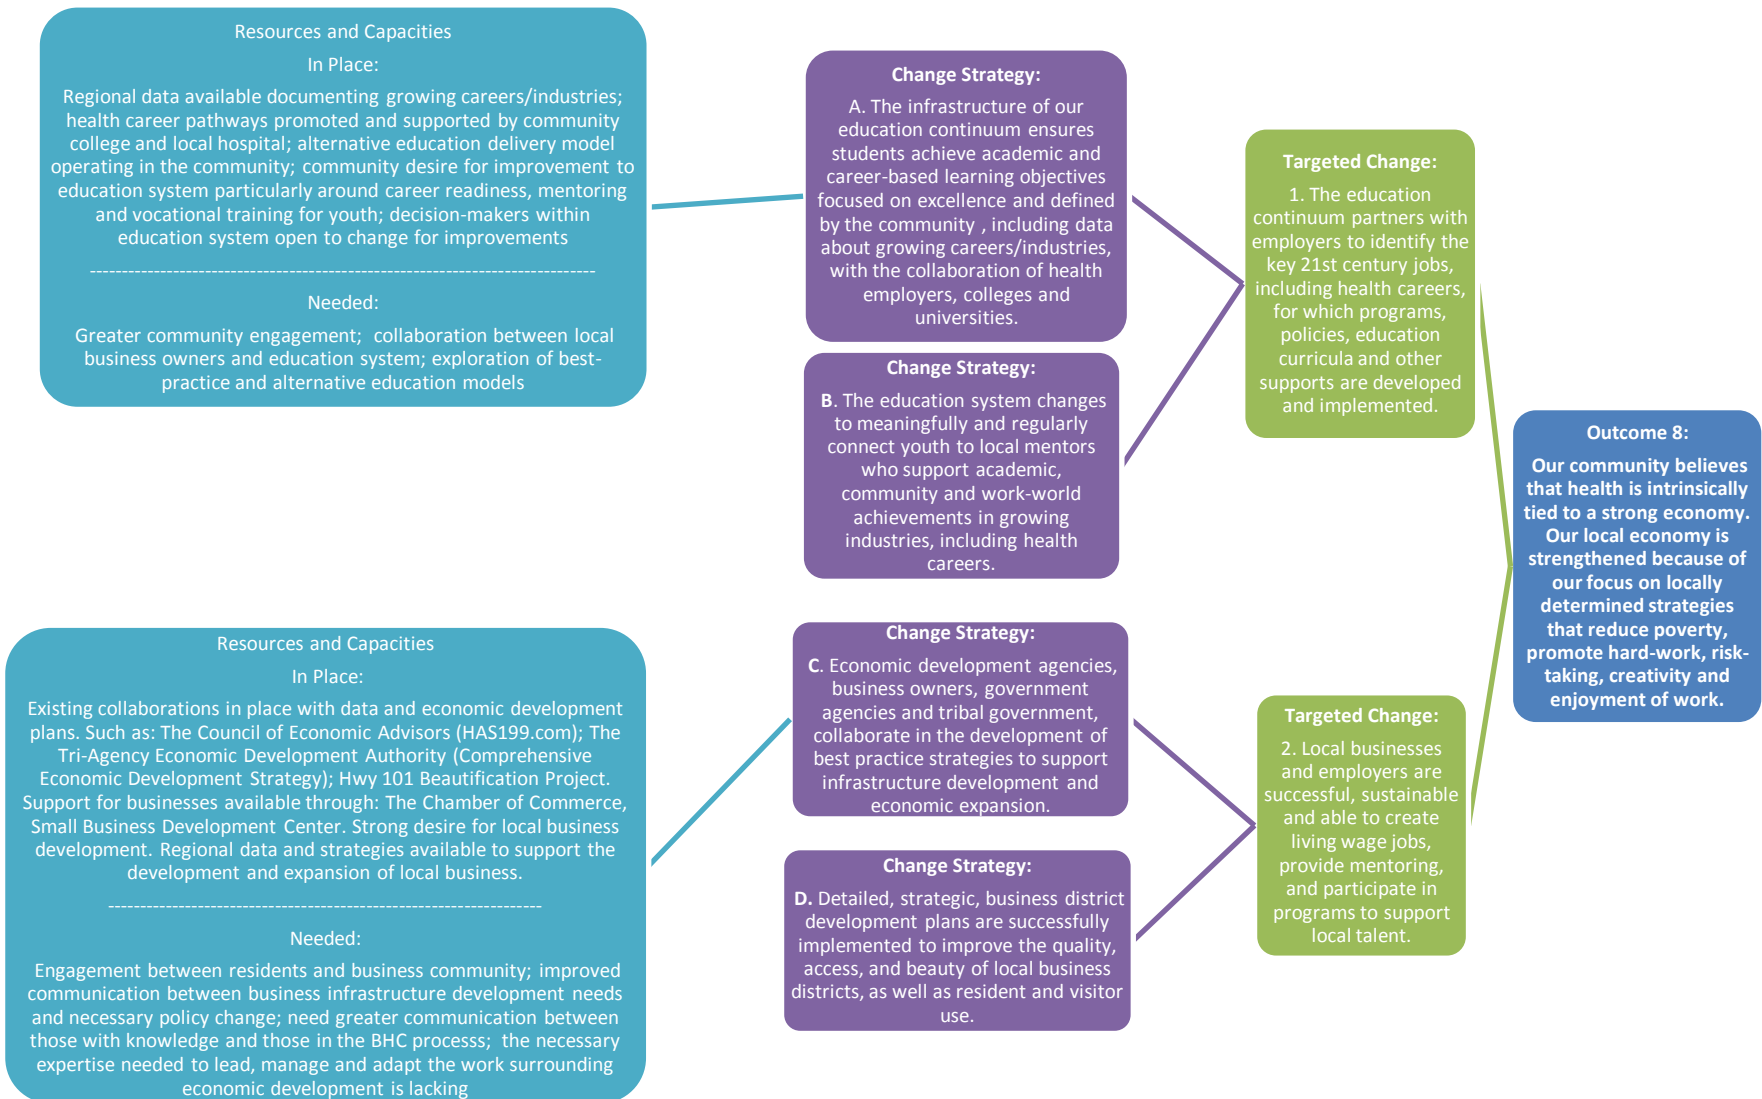 Resources and Capacities
In Place:
Regional data available documenting growing careers/industries;
health career pathways promoted and supported by community
college and local hospital; alternative education delivery model
operating in the community; community desire for improvement to
education system particularly around career readiness, mentoring
and vocational training for youth; decision-makers within
education system open to change for improvements
-------------------------------------------------------------------------------
Needed:
Greater community engagement;  collaboration between local
business owners and education system; exploration of best-
practice and alternative education models
Change Strategy:
A. The infrastructure of our
education continuum ensures
students achieve academic and
career-based learning objectives
focused on excellence and defined
by the community , including data
about growing careers/industries,
with the collaboration of health
employers, colleges and
universities.
Change Strategy:
B. The education system changes
to meaningfully and regularly
connect youth to local mentors
who support academic,
community and work-world
achievements in growing
industries, including health
careers.
Targeted Change:
1. The education
continuum partners with
employers to identify the
key 21st century jobs,
including health careers,
for which programs,
policies, education
curricula and other
supports are developed
and implemented.
Outcome 8:
Our community believes
that health is intrinsically
tied to a strong economy.
Our local economy is
strengthened because of
our focus on locally
determined strategies
that reduce poverty,
promote hard-work, risk-
taking, creativity and
enjoyment of work.
Resources and Capacities
In Place:
Existing collaborations in place with data and economic development
plans. Such as: The Council of Economic Advisors (HAS199.com); The
Tri-Agency Economic Development Authority (Comprehensive
Economic Development Strategy); Hwy 101 Beautification Project.
Support for businesses available through: The Chamber of Commerce,
Small Business Development Center. Strong desire for local business
development. Regional data and strategies available to support the
development and expansion of local business.
--------------------------------------------------------------------
Needed:
Engagement between residents and business community; improved
communication between business infrastructure development needs
and necessary policy change; need greater communication between
those with knowledge and those in the BHC processs;  the necessary
expertise needed to lead, manage and adapt the work surrounding
economic development is lacking
Change Strategy:
C. Economic development agencies,
business owners, government
agencies and tribal government,
collaborate in the development of
best practice strategies to support
infrastructure development and
economic expansion.
Change Strategy:
D. Detailed, strategic, business district
development plans are successfully
implemented to improve the quality,
access, and beauty of local business
districts, as well as resident and visitor
use.
Targeted Change:
2. Local businesses
and employers are
successful, sustainable
and able to create
living wage jobs,
provide mentoring,
and participate in
programs to support
local talent.